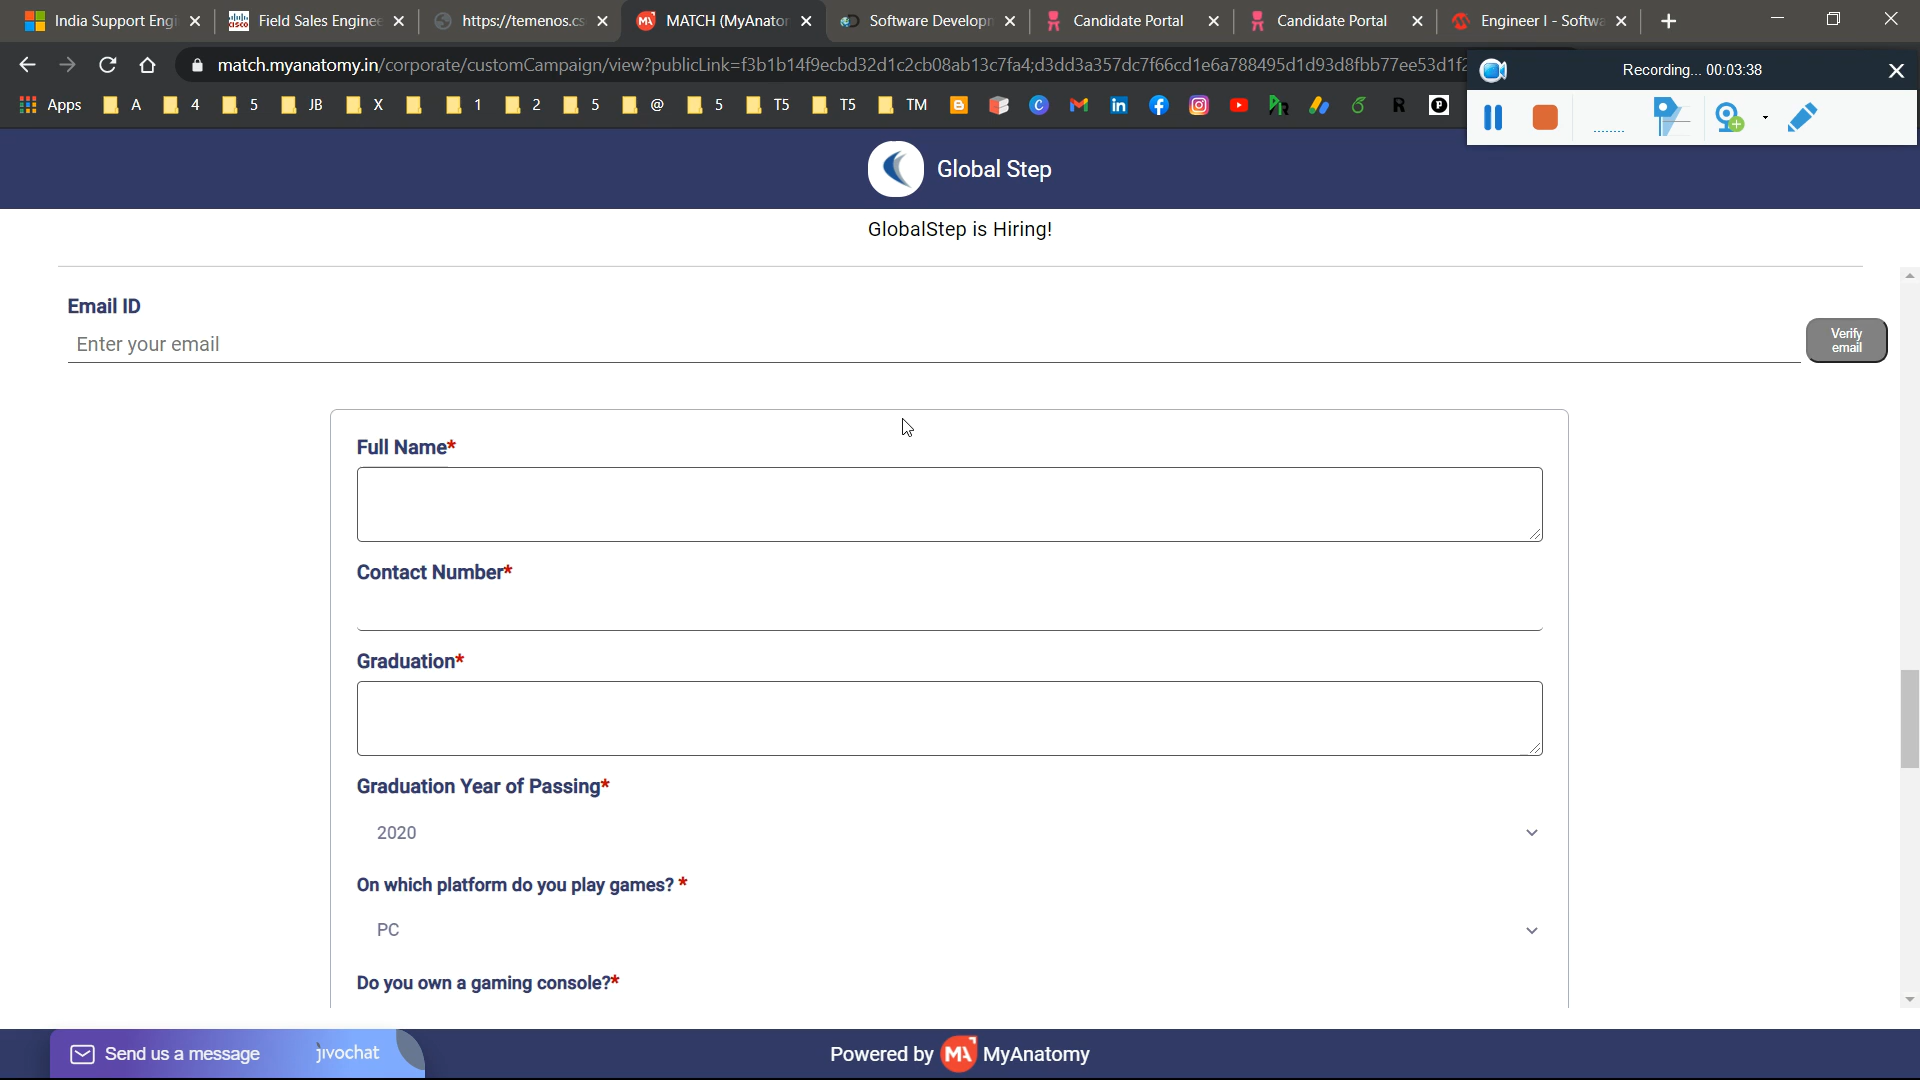 India Support Engi
Field Sales Enginee
https://temenos.cs
MATCH (MyAnator
Software Developn
Candidate Portal
Candidate Portal
Engineer I - Softwa
match.myanatomy.in/corporate/customCampaign/view?publicLink=f3b1b14f9ecbd32d1c2cb08ab13c7fa4;d3dd3a357dc7f66cd1e6a788495d1d93d8fbb77ee53d1f2
Recording... 00:03:38
Apps A 4 5 JB X 1 2 5 @ 5 T5 T5 TM
Global Step
GlobalStep is Hiring!
Email ID
Enter your email
Verify
email
Full Name*
Contact Number*
Graduation*
Graduation Year of Passing*
2020
On which platform do you play games? *
PC
Do you own a gaming console?*
Send us a message
jivochat
Powered by MA MyAnatomy